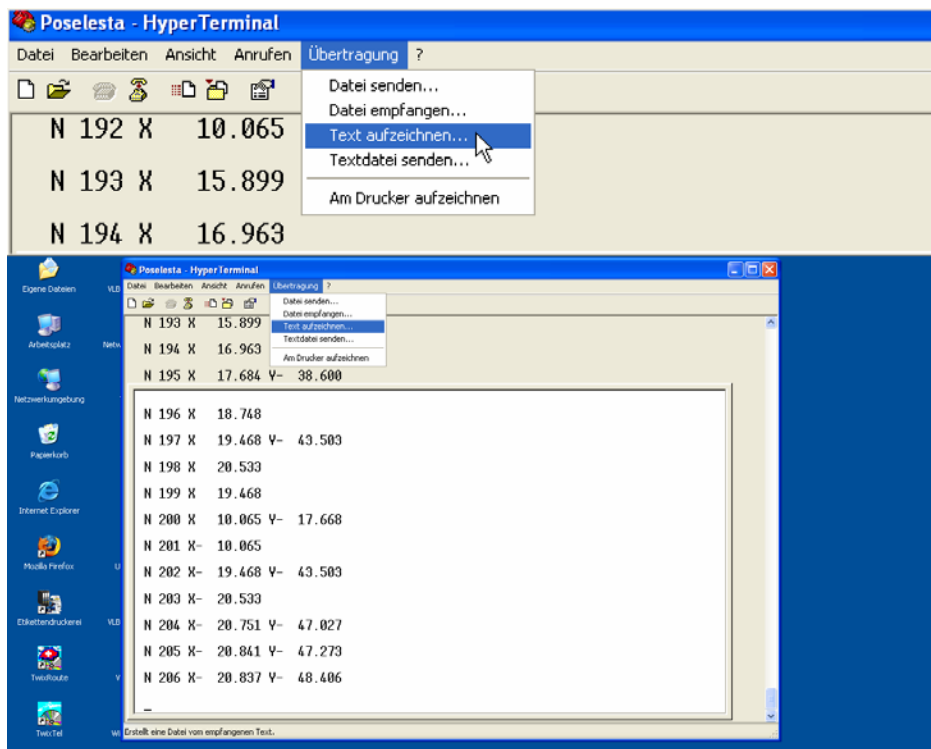 Poselesta - HyperTerminal
Datei Bearbeiten Ansicht Anrufen Übertragung ?
Datei senden...
Datei empfangen...
Text aufzeichnen...
Textdatei senden...
Am Drucker aufzeichnen
N 192 X 10.065
N 193 X 15.899
N 194 X 16.963
Eigene Dateien
VLB
Arbeitsplatz
Netw
Netzwerkumgebung
Papierkorb
Internet Explorer
Mozilla Firefox
U
Etikettendruckerei
VLB
TwixRoute
V
TwixTel
Poselesta - HyperTerminal
Datei Bearbeiten Ansicht Anrufen Übertragung ?
Datei senden...
Datei empfangen...
Text aufzeichnen...
Textdatei senden...
Am Drucker aufzeichnen
N 193 X 15.899
N 194 X 16.963
N 195 X 17.684 Y- 38.600
N 196 X 18.748
N 197 X 19.468 Y- 43.503
N 198 X 20.533
N 199 X 19.468
N 200 X 10.065 Y- 17.668
N 201 X- 10.065
N 202 X- 19.468 Y- 43.503
N 203 X- 20.533
N 204 X- 20.751 Y- 47.027
N 205 X- 20.841 Y- 47.273
N 206 X- 20.837 Y- 48.406
_
Erstellt eine Datei vom empfangenen Text.